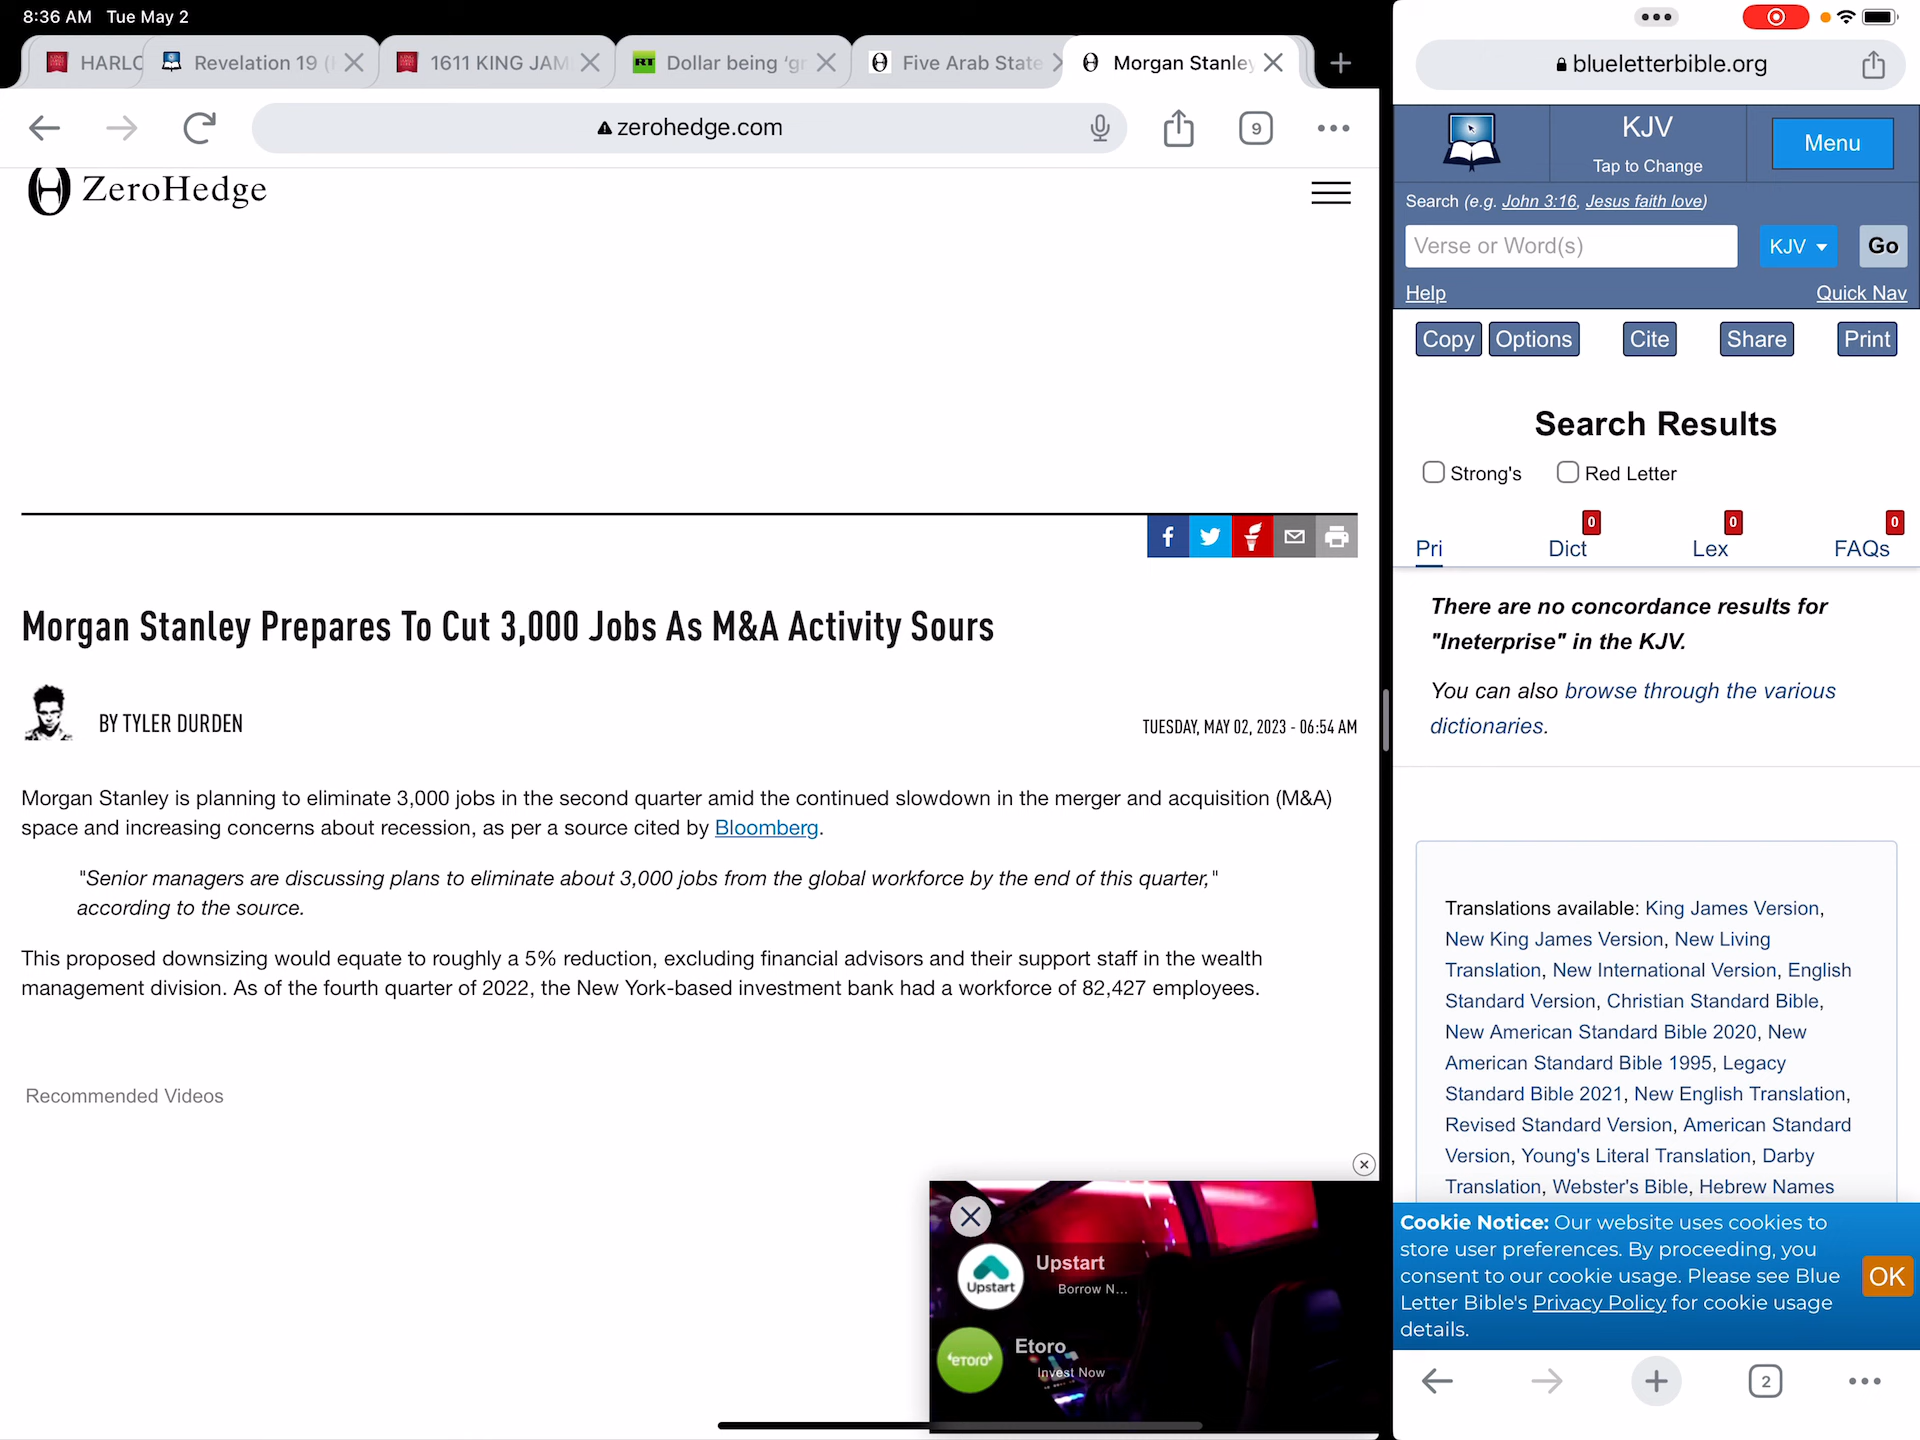 8:36 AM Tue May 2
HARLO
Revelation 19 (
1611 KING JAM
RT
Dollar being 'gr
Five Arab State
Morgan Stanley
zerohedge.com
9
ZeroHedge
Morgan Stanley Prepares To Cut 3,000 Jobs As M&A Activity Sours
BY TYLER DURDEN
TUESDAY, MAY 02, 2023 - 06:54 AM
Morgan Stanley is planning to eliminate 3,000 jobs in the second quarter amid the continued slowdown in the merger and acquisition (M&A)
space and increasing concerns about recession, as per a source cited by Bloomberg.
"Senior managers are discussing plans to eliminate about 3,000 jobs from the global workforce by the end of this quarter,"
according to the source.
This proposed downsizing would equate to roughly a 5% reduction, excluding financial advisors and their support staff in the wealth
management division. As of the fourth quarter of 2022, the New York-based investment bank had a workforce of 82,427 employees.
Recommended Videos
Upstart
Upstart
Borrow N...
eToro
Etoro
Invest Now
blueletterbible.org
KJV
Tap to Change
Menu
Search (e.g. John 3:16, Jesus faith love)
Verse or Word(s)
KJV
Go
Help
Quick Nav
Copy
Options
Cite
Share
Print
Search Results
Strong's
Red Letter
0
0
0
Pri
Dict
Lex
FAQs
There are no concordance results for
"Ineterprise" in the KJV.
You can also browse through the various
dictionaries.
Translations available: King James Version,
New King James Version, New Living
Translation, New International Version, English
Standard Version, Christian Standard Bible,
New American Standard Bible 2020, New
American Standard Bible 1995, Legacy
Standard Bible 2021, New English Translation,
Revised Standard Version, American Standard
Version, Young's Literal Translation, Darby
Translation, Webster's Bible, Hebrew Names
Cookie Notice: Our website uses cookies to
store user preferences. By proceeding, you
consent to our cookie usage. Please see Blue
Letter Bible's Privacy Policy for cookie usage
details.
OK
2